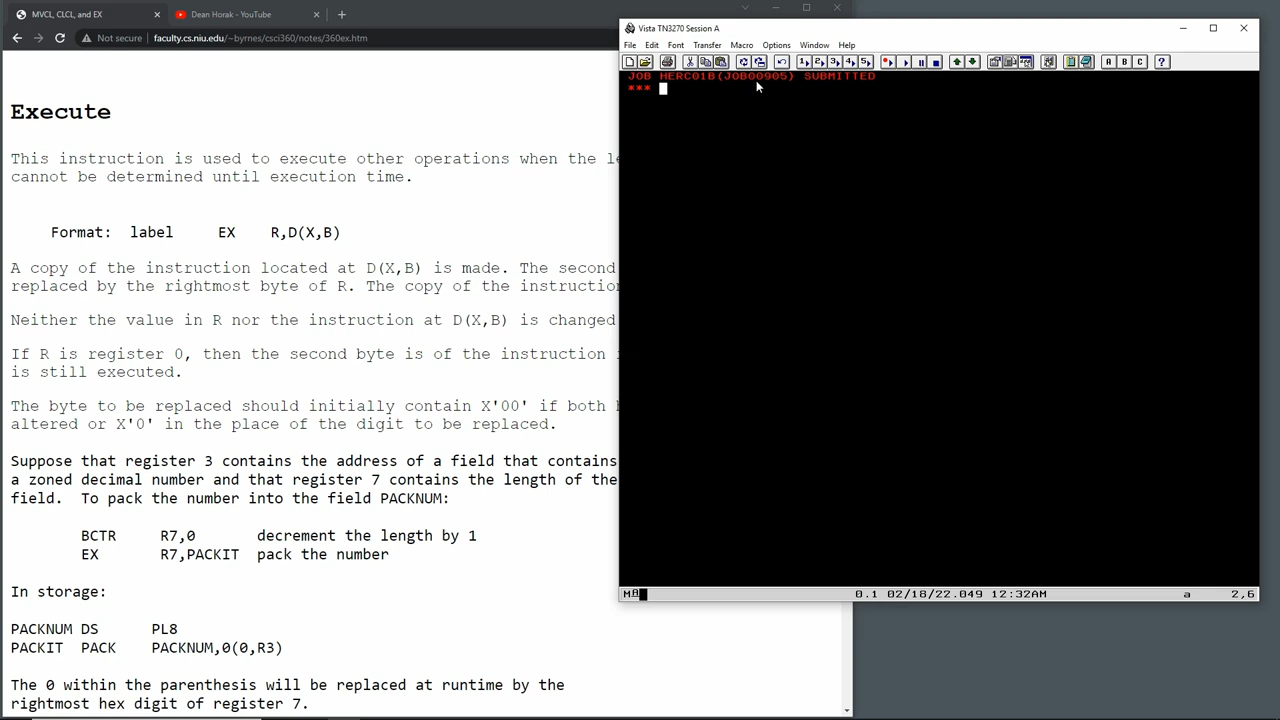 MVCL, CLCL, and EX
Dean Horak - YouTube
Not secure
faculty.cs.niu.edu/~byrnes/csci360/notes/360ex.htm
Execute
This instruction is used to execute other operations when the
cannot be determined until execution time.
Format: label EX R,D(X,B)
A copy of the instruction located at D(X,B) is made. The second
replaced by the rightmost byte of R. The copy of the instruction
Neither the value in R nor the instruction at D(X,B) is changed
If R is register 0, then the second byte is of the instruction
is still executed.
The byte to be replaced should initially contain X'00' if both
altered or X'0' in the place of the digit to be replaced.
Suppose that register 3 contains the address of a field that contains
a zoned decimal number and that register 7 contains the length of the
field. To pack the number into the field PACKNUM:
BCTR R7,0 decrement the length by 1
EX R7,PACKIT pack the number
In storage:
PACKNUM DS PL8
PACKIT PACK PACKNUM,0(0,R3)
The 0 within the parenthesis will be replaced at runtime by the
rightmost hex digit of register 7.
Vista TN3270 Session A
File Edit Font Transfer Macro Options Window Help
1 2 3 4 5 A B C ?
JOB HERC01B(JOB00905) SUBMITTED
***
0.1 02/18/22.049 12:32AM a 2,6